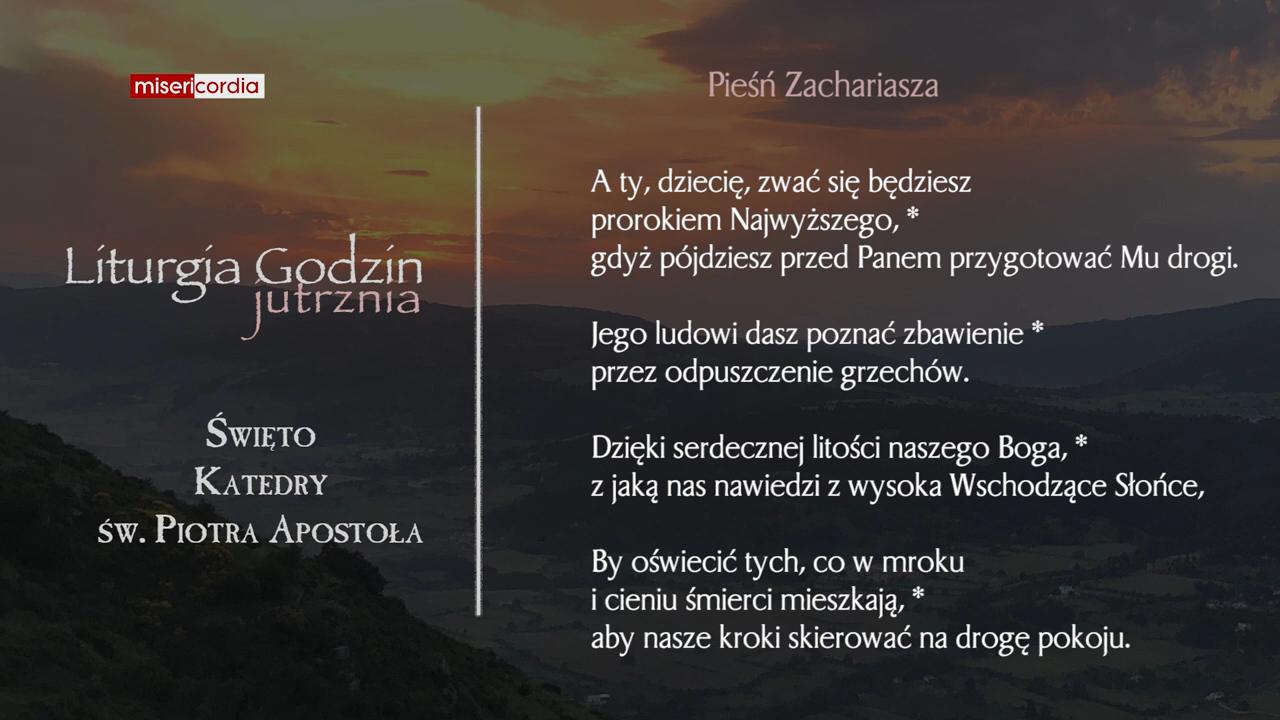 misericordia
Liturgia Godzin
jutrznia
Święto
Katedry
św. Piotra Apostoła
Pieśń Zachariasza
A ty, dziecię, zwać się będziesz
prorokiem Najwyższego, *
gdyż pójdziesz przed Panem przygotować Mu drogi.
Jego ludowi dasz poznać zbawienie *
przez odpuszczenie grzechów.
Dzięki serdecznej litości naszego Boga, *
z jaką nas nawiedzi z wysoka Wschodzące Słońce,
By oświecić tych, co w mroku
i cieniu śmierci mieszkają, *
aby nasze kroki skierować na drogę pokoju.